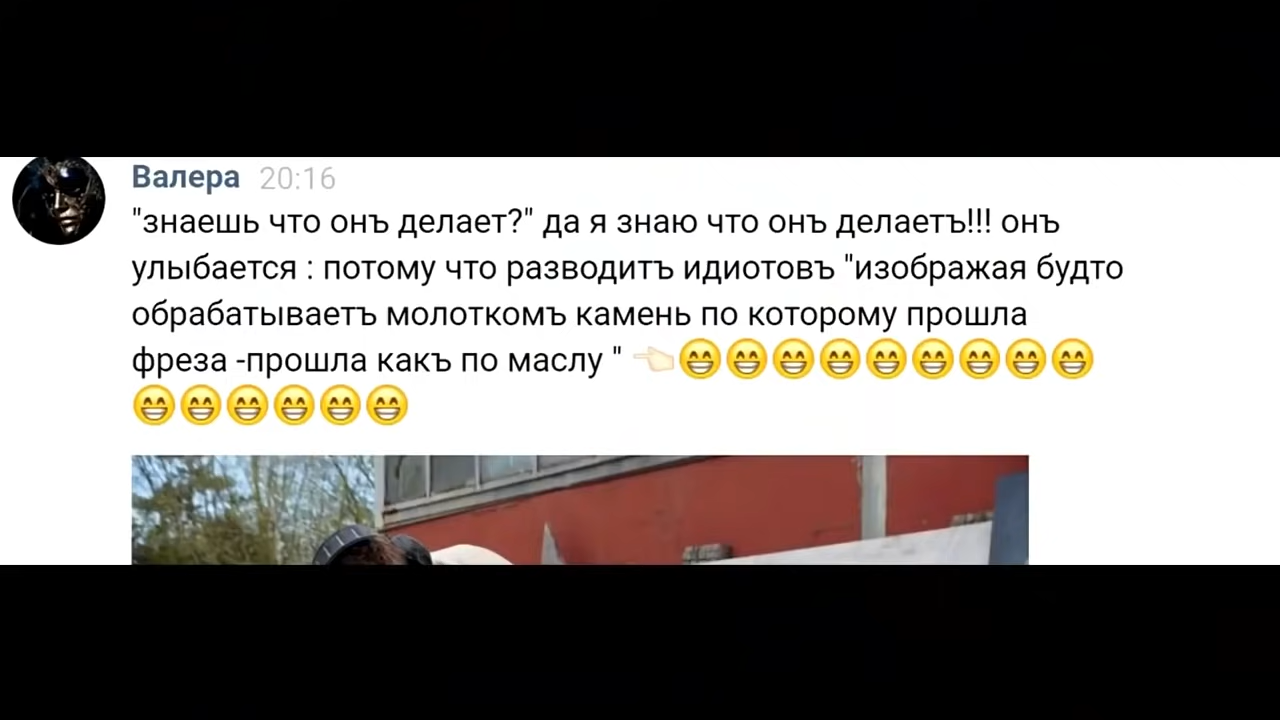 Валера 20:16
"знаешь что онъ делает?" да я знаю что онъ делаетъ!!! онъ
улыбается : потому что разводитъ идиотовъ "изображая будто
обрабатываетъ молоткомъ камень по которому прошла
фреза -прошла какъ по маслу " 👈🏻😁😁😁😁😁😁😁😁😁
😁😁😁😁😁😁